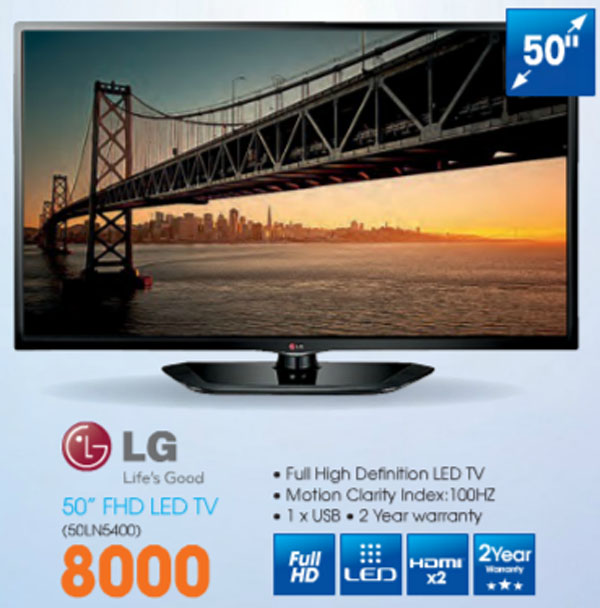 50"
LG
LG
Life's Good
50" FHD LED TV
(50LN5400)
8000
• Full High Definition LED TV
• Motion Clarity Index:100HZ
• 1 x USB • 2 Year warranty
Full
HD
LED
HDMI
x2
2Year
Warranty